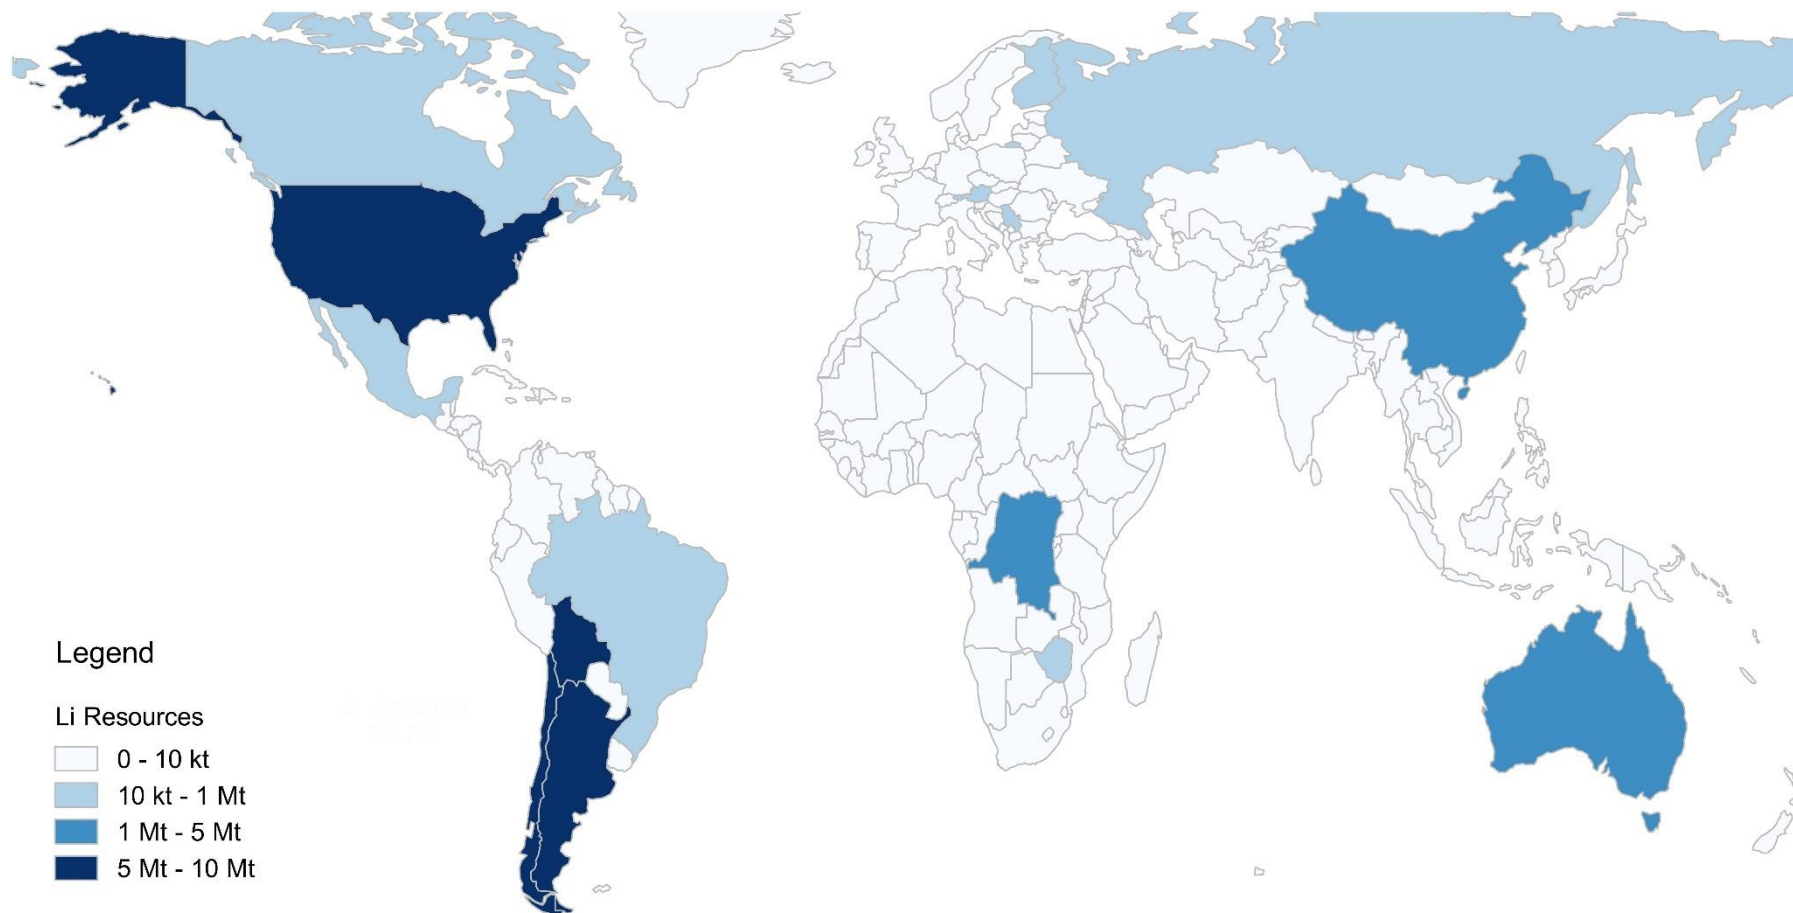 Legend
Li Resources
0 - 10 kt
10 kt - 1 Mt
1 Mt - 5 Mt
5 Mt - 10 Mt